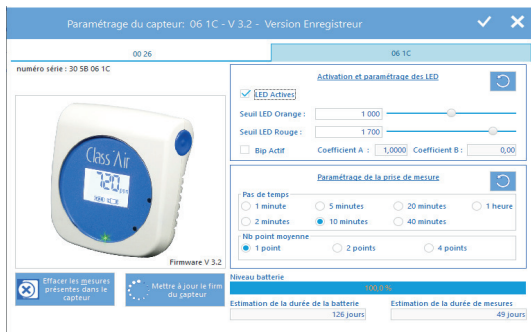 Paramétrage du capteur: 06 1C - V 3.2 - Version Enregistreur
00 26
06 1C
numéro série : 30 5B 06 1C
Class'Air
720 ppm
Firmware V 3.2
Effacer les mesures
présentes dans le
capteur
Mettre à jour le firm
du capteur
Activation et paramétrage des LED
LED Actives
Seuil LED Orange : 1 000
Seuil LED Rouge : 1 700
Bip Actif Coefficient A : 1,0000 Coefficient B : 0,00
Paramétrage de la prise de mesure
Pas de temps
1 minute 5 minutes 20 minutes 1 heure
2 minutes 10 minutes 40 minutes
Nb point moyenne
1 point 2 points 4 points
Niveau batterie
100,0 %
Estimation de la durée de la batterie
126 jours
Estimation de la durée de mesures
49 jours